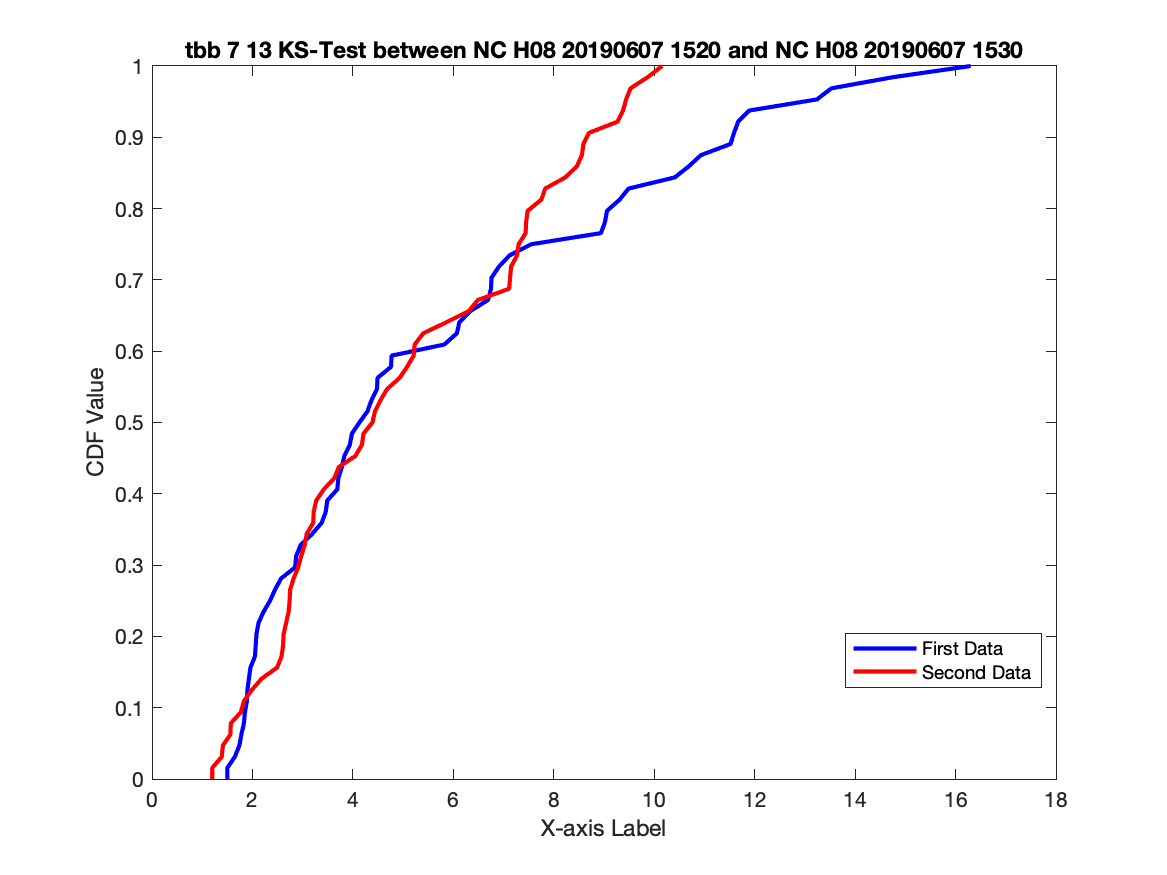 tbb 7 13 KS-Test between NC H08 20190607 1520 and NC H08 20190607 1530
1
0.9
0.8
0.7
0.6
0.5
0.4
0.3
0.2
0.1
0
CDF Value
First Data
Second Data
0 2 4 6 8 10 12 14 16 18
X-axis Label